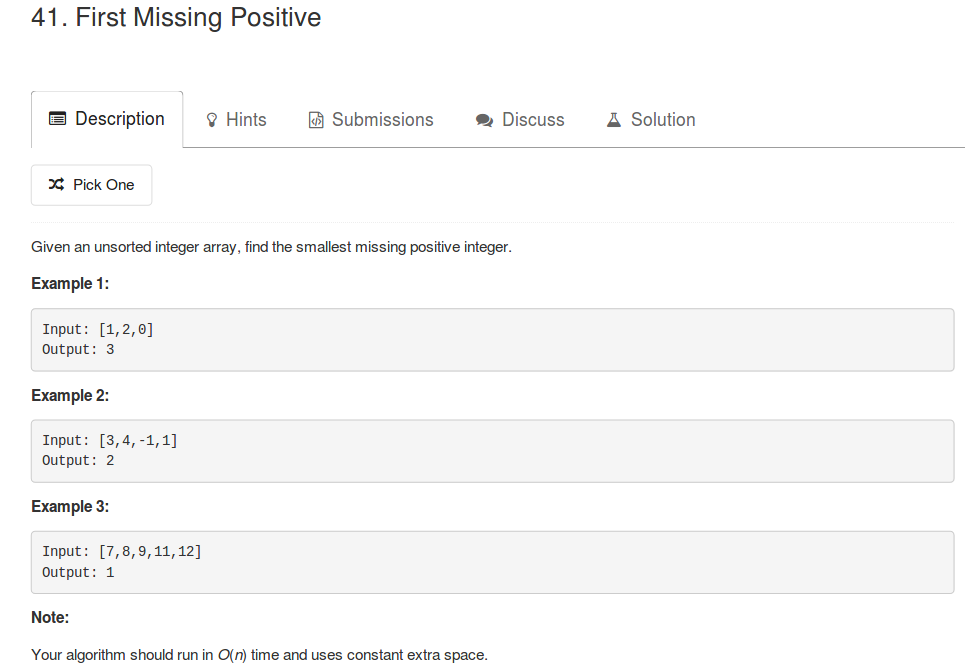 41. First Missing Positive
Description Hints Submissions Discuss Solution
Pick One
Given an unsorted integer array, find the smallest missing positive integer.
Example 1:
Input: [1,2,0]
Output: 3
Example 2:
Input: [3,4,-1,1]
Output: 2
Example 3:
Input: [7,8,9,11,12]
Output: 1
Note:
Your algorithm should run in O(n) time and uses constant extra space.